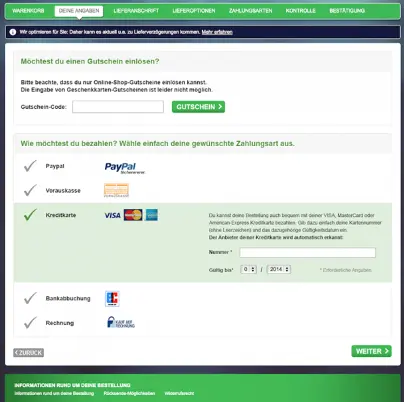 WARENKORB DEINE ANGABEN LIEFERANSCHRIFT LIEFEROPTIONEN ZAHLUNGSARTEN KONTROLLE BESTÄTIGUNG
Wir optimieren für Sie: Daher kann es aktuell u.a. zu Lieferverzögerungen kommen. Mehr erfahren
Möchtest du einen Gutschein einlösen?
Bitte beachte, dass du nur Online-Shop-Gutscheine einlösen kannst.
Die Eingabe von Geschenkkarten-Gutscheinen ist leider nicht möglich.
Gutschein-Code:
GUTSCHEIN
Wie möchtest du bezahlen? Wähle einfach deine gewünschte Zahlungsart aus.
Paypal PayPal
Vorauskasse
Kreditkarte VISA
Du kannst deine Bestellung auch bequem mit deiner VISA, MasterCard oder
American Express Kreditkarte bezahlen. Gib dazu einfach deine Kartennummer
(ohne Leerzeichen) und das dazugehörige Gültigkeitsdatum ein.
Der Anbieter deiner Kreditkarte wird automatisch erkannt.
Nummer *
Gültig bis* 0 / 2014 * Erforderliche Angaben
Bankabbuchung
Rechnung KAUF AUF RECHNUNG
ZURÜCK
WEITER
INFORMATIONEN RUND UM DEINE BESTELLUNG
Informationen rund um deine Bestellung Rücksende-Möglichkeiten Widerrufsrecht